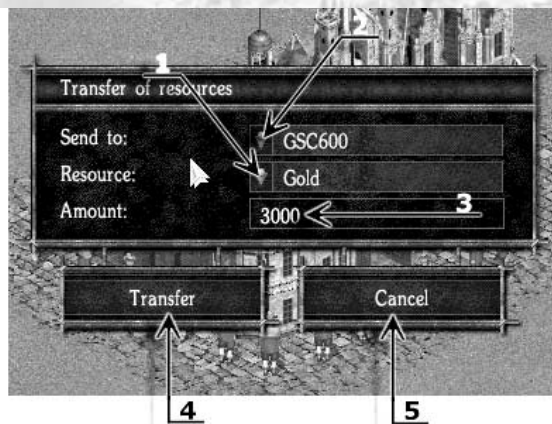 1
2
Transfer of resources
Send to:
GSC600
Resource:
Gold
Amount:
3000
3
Transfer
Cancel
4
5